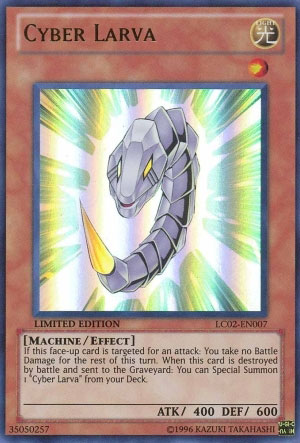 Cyber Larva
LIGHT
光
LIMITED EDITION
LC02-EN007
[Machine/Effect]
If this face-up card is targeted for an attack: You take no Battle
Damage for the rest of this turn. When this card is destroyed
by battle and sent to the Graveyard: You can Special Summon
1 "Cyber Larva" from your Deck.
ATK/ 400 DEF/ 600
35050257
©1996 KAZUKI TAKAHASHI